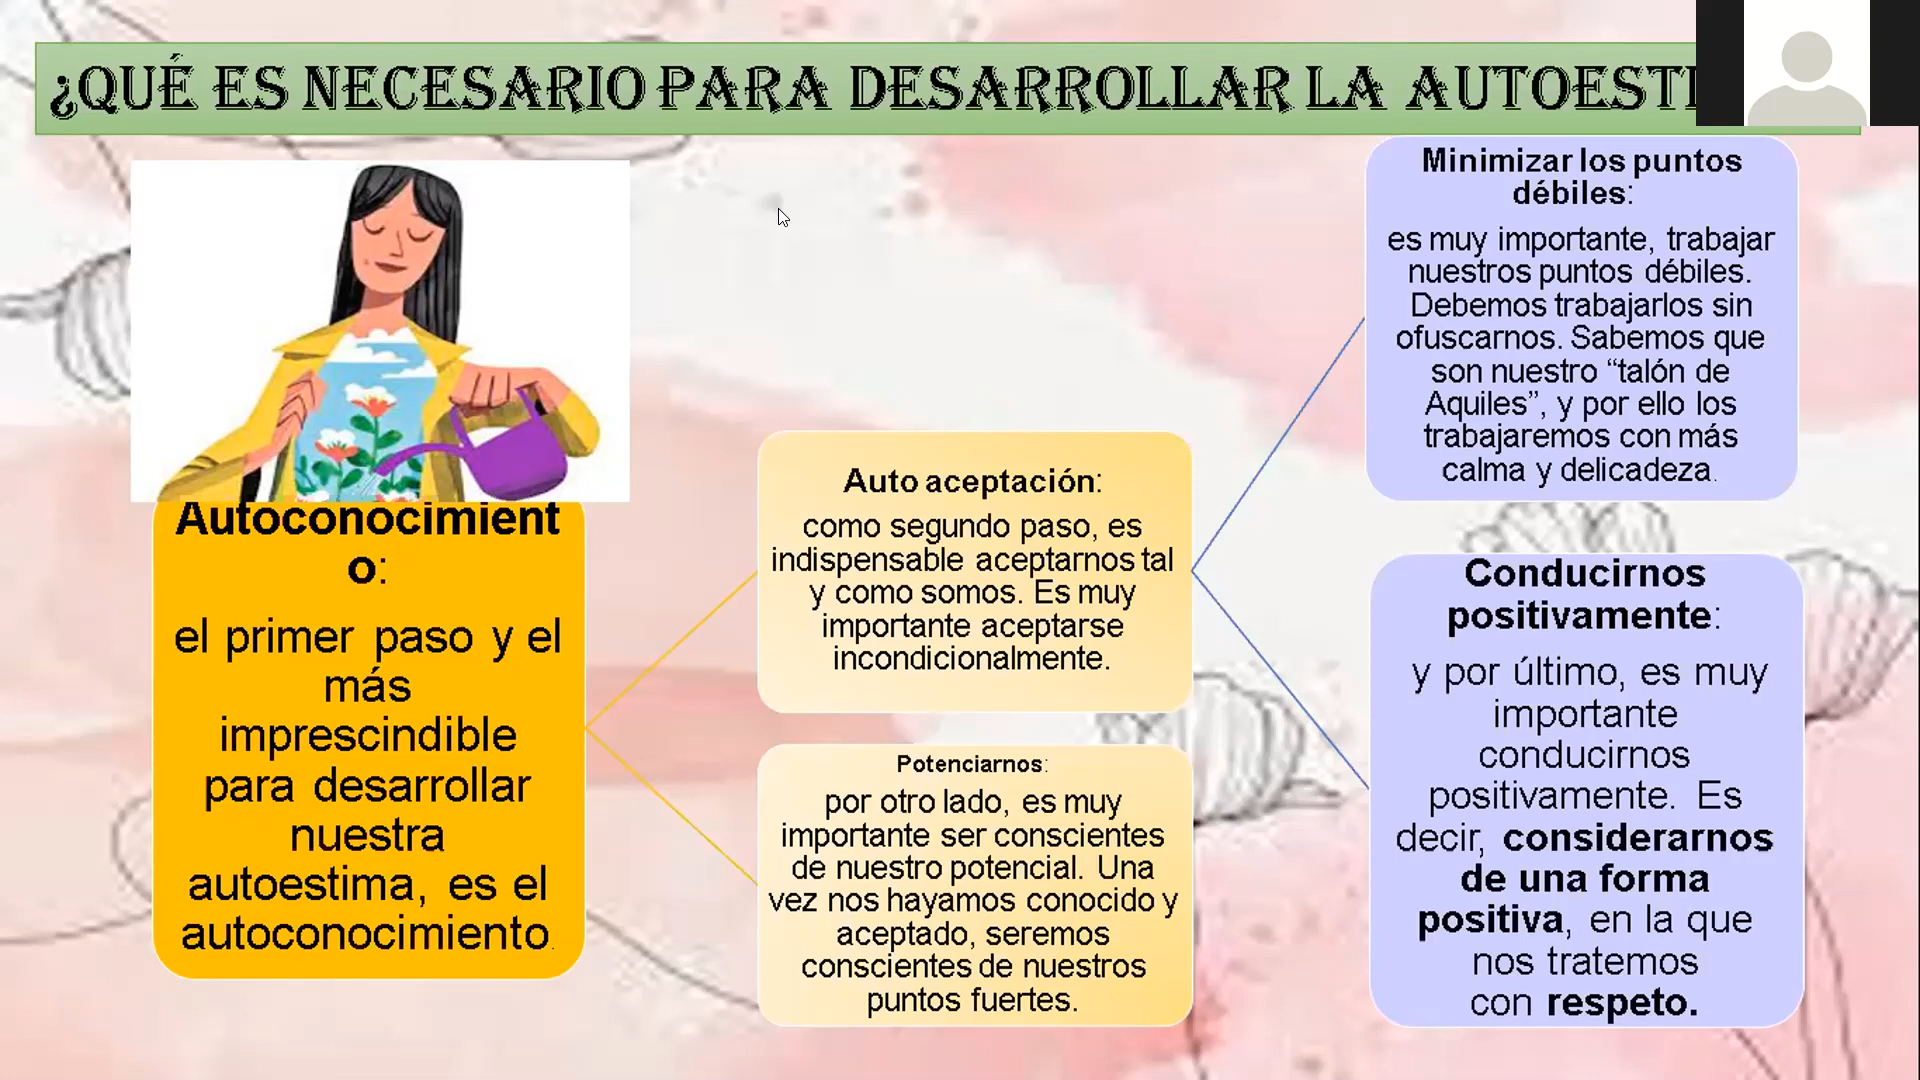 ¿QUÉ ES NECESARIO PARA DESARROLLAR LA
Autoconocimient
o:
el primer paso y el
más
imprescindible
para desarrollar
nuestra
autoestima, es el
autoconocimiento.
Auto aceptación:
como segundo paso, es
indispensable aceptarnos tal
y como somos. Es muy
importante aceptarse
incondicionalmente.
Potenciarnos:
por otro lado, es muy
importante ser conscientes
de nuestro potencial. Una
vez nos hayamos conocido y
aceptado, seremos
conscientes de nuestros
puntos fuertes.
Minimizar los puntos
débiles:
es muy importante, trabajar
nuestros puntos débiles.
Debemos trabajarlos sin
ofuscarnos. Sabemos que
son nuestro “talón de
Aquiles”, y por ello los
trabajaremos con más
calma y delicadeza.
Conducirnos
positivamente:
y por último, es muy
importante
conducirnos
positivamente. Es
decir, considerarnos
de una forma
positiva, en la que
nos tratemos
con respeto.